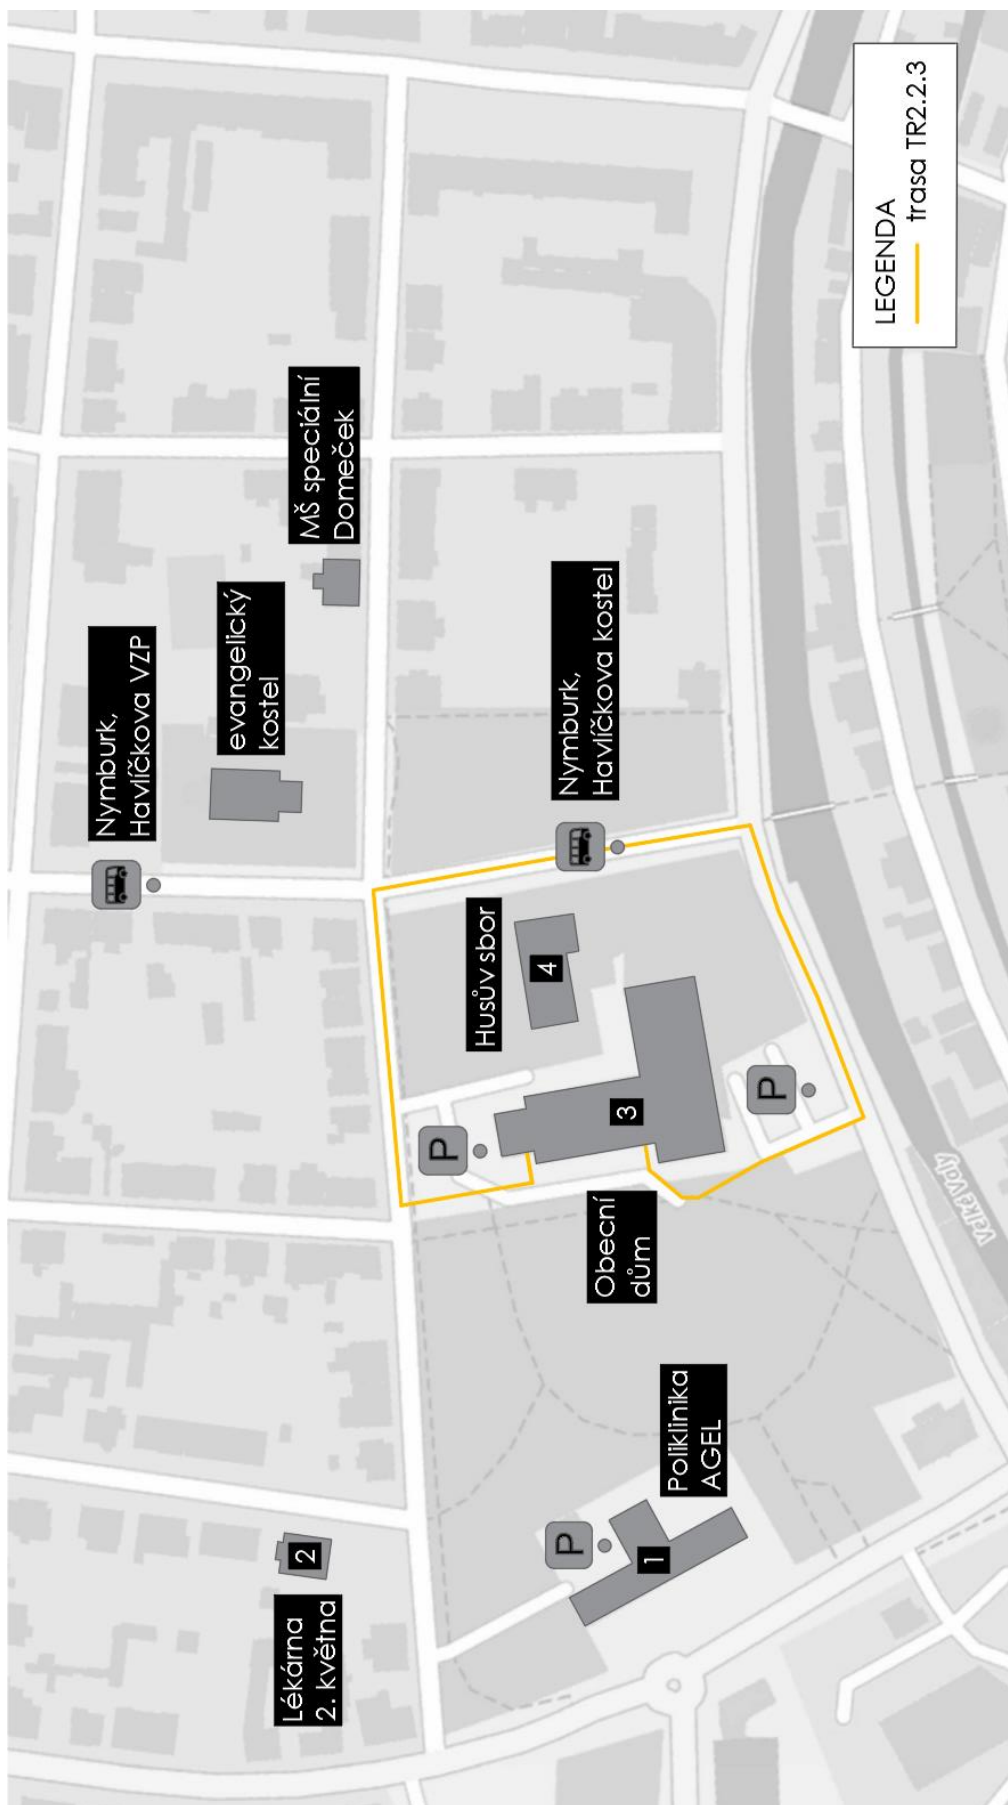 Lékárna
2. května
2
P
1
Poliklinika
AGEL
Obecní
dům
P
3
P
Husův sbor
4
Nymburk,
Havlíčkova VZP
evangelický
kostel
MŠ speciální
Domeček
Nymburk,
Havlíčkova kostel
Velké Valy
LEGENDA
trasa TR2.2.3